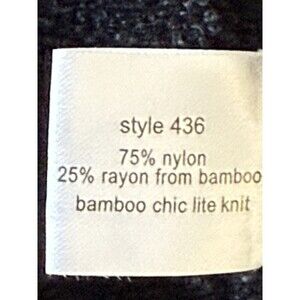 style 436
75% nylon
25% rayon from bamboo
bamboo chic lite knit